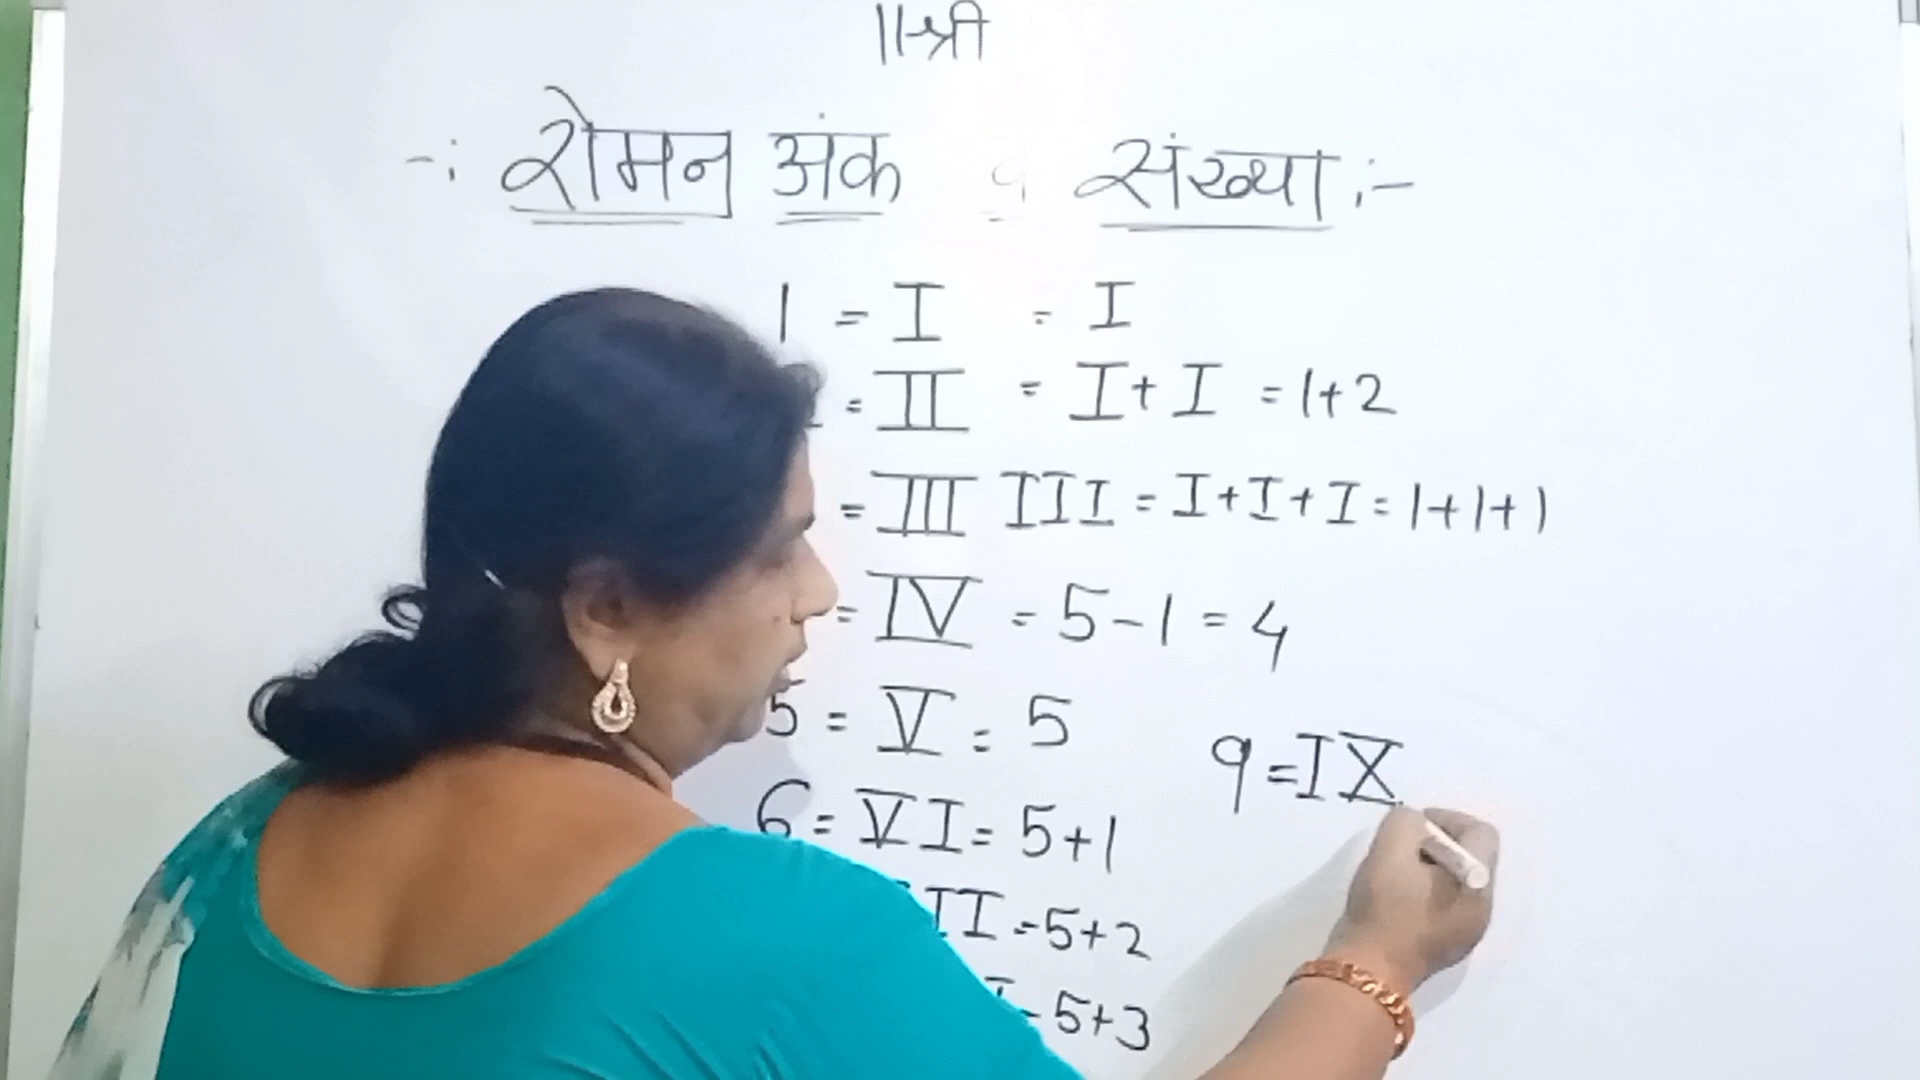 ॥श्री
-: रोमन अंक व संख्या :-
1 = I = I
= II = I + I = 1+2
= III III = I+I+I = 1+1+1
= IV = 5-1 = 4
5 = V = 5
9 = IX
6 = VI = 5+1
II = 5+2
I = 5+3